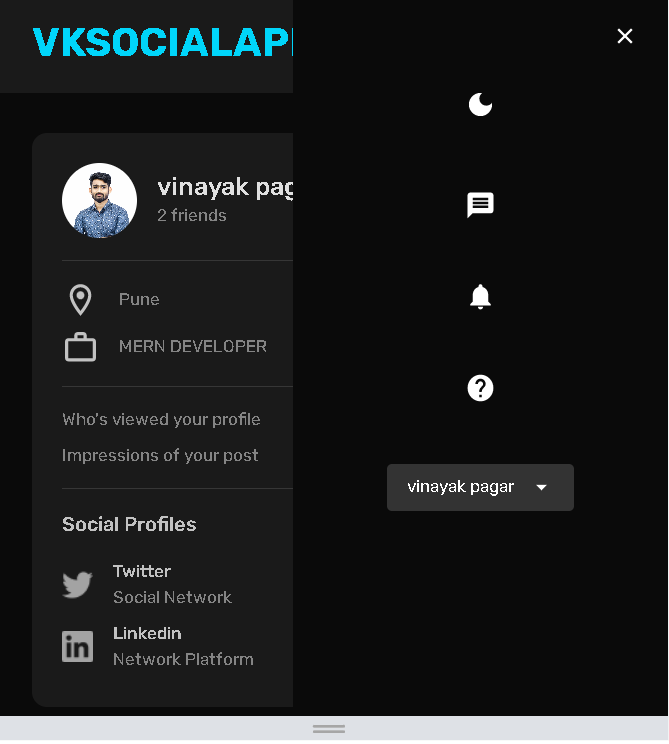 VKSOCIALAP
vinayak pag
2 friends
Pune
MERN DEVELOPER
Who's viewed your profile
Impressions of your post
Social Profiles
Twitter
Social Network
Linkedin
Network Platform
vinayak pagar